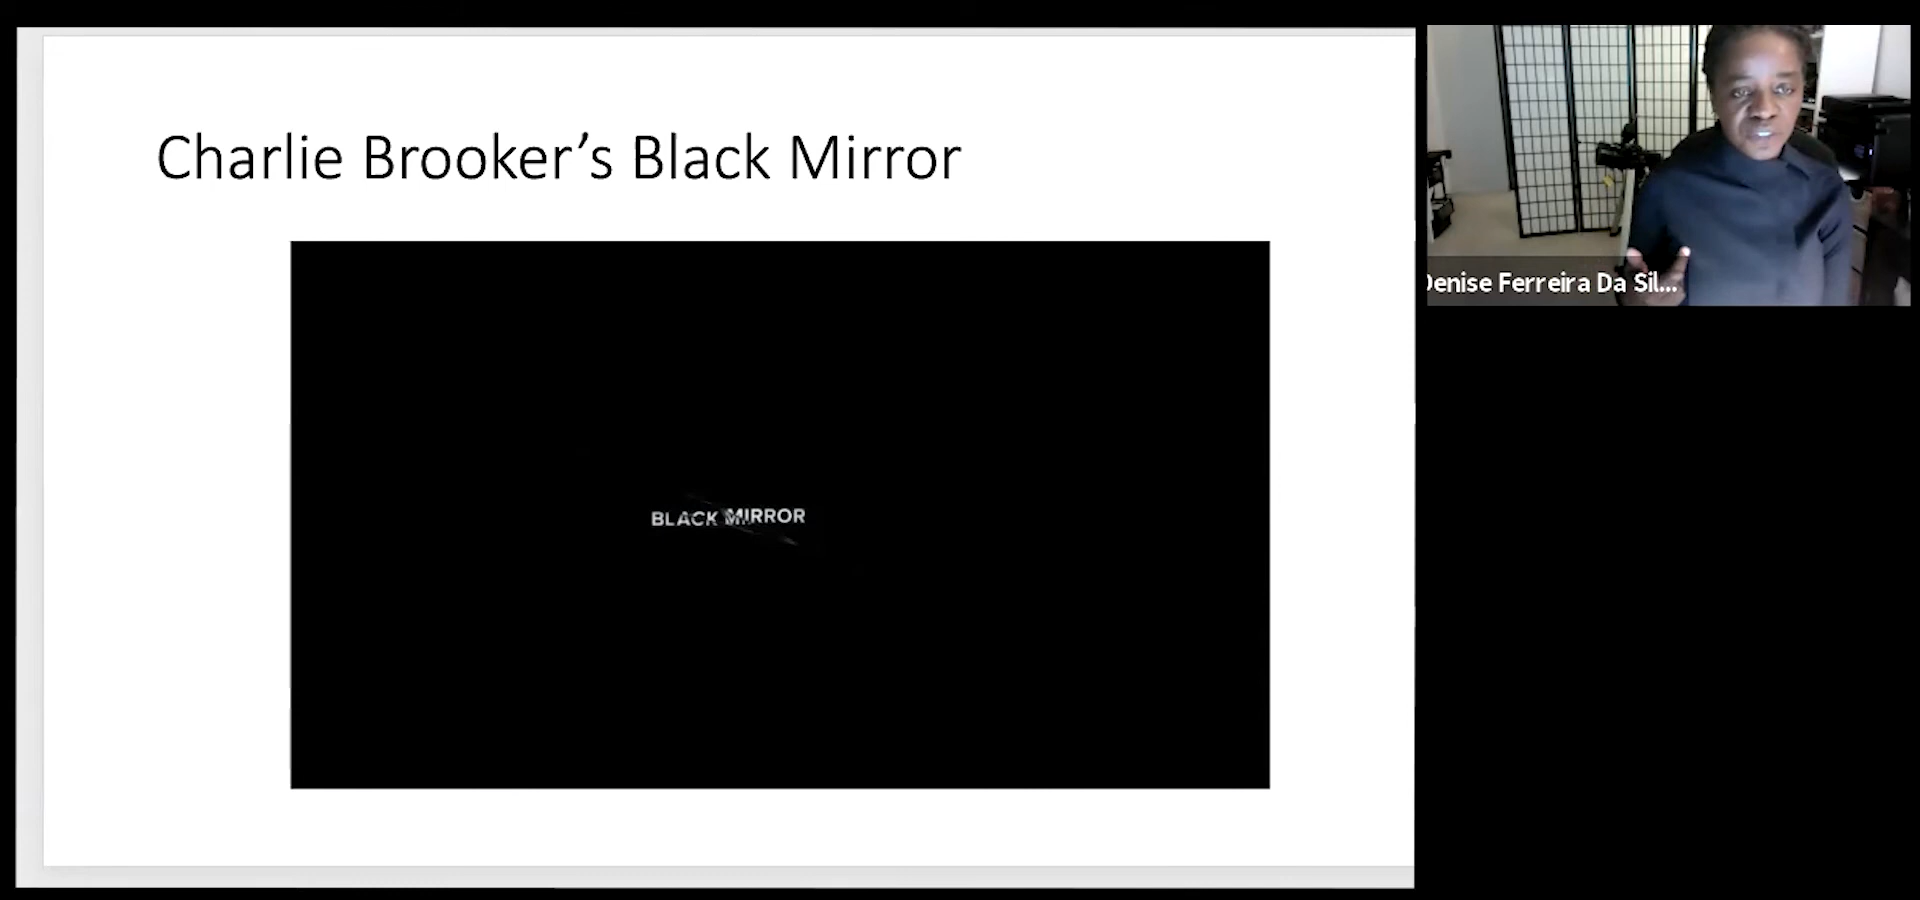 Charlie Brooker’s Black Mirror
BLACK MIRROR
Denise Ferreira Da Sil...